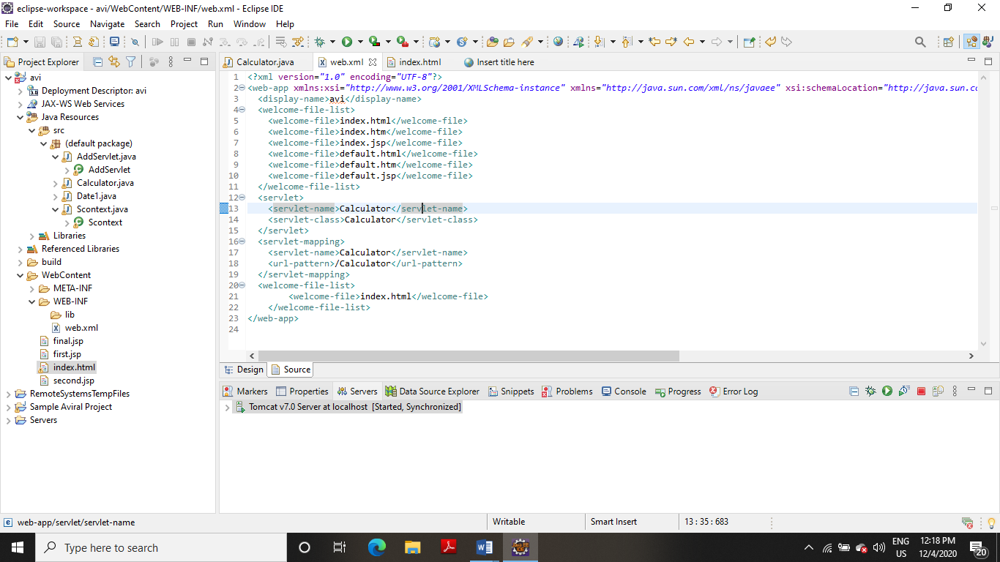 eclipse-workspace - avi/WebContent/WEB-INF/web.xml - Eclipse IDE
File Edit Source Navigate Search Project Run Window Help
Project Explorer
avi
Deployment Descriptor: avi
JAX-WS Web Services
Java Resources
src
(default package)
AddServlet.java
AddServlet
Calculator.java
Date1.java
Scontext.java
Scontext
Libraries
Referenced Libraries
build
WebContent
META-INF
WEB-INF
lib
web.xml
final.jsp
first.jsp
index.html
second.jsp
RemoteSystemsTempFiles
Sample Aviral Project
Servers
Calculator.java web.xml index.html Insert title here
1 <?xml version="1.0" encoding="UTF-8"?>
2 <web-app xmlns:xsi="http://www.w3.org/2001/XMLSchema-instance" xmlns="http://java.sun.com/xml/ns/javaee" xsi:schemaLocation="http://java.sun.co
3 <display-name>avi</display-name>
4 <welcome-file-list>
5 <welcome-file>index.html</welcome-file>
6 <welcome-file>index.htm</welcome-file>
7 <welcome-file>index.jsp</welcome-file>
8 <welcome-file>default.html</welcome-file>
9 <welcome-file>default.htm</welcome-file>
10 <welcome-file>default.jsp</welcome-file>
11 </welcome-file-list>
12 <servlet>
13 <servlet-name>Calculator</servlet-name>
14 <servlet-class>Calculator</servlet-class>
15 </servlet>
16 <servlet-mapping>
17 <servlet-name>Calculator</servlet-name>
18 <url-pattern>/Calculator</url-pattern>
19 </servlet-mapping>
20 <welcome-file-list>
21 <welcome-file>index.html</welcome-file>
22 </welcome-file-list>
23 </web-app>
24
Design Source
Markers Properties Servers Data Source Explorer Snippets Problems Console Progress Error Log
Tomcat v7.0 Server at localhost [Started, Synchronized]
web-app/servlet/servlet-name Writable Smart Insert 13 : 35 : 683
Type here to search
ENG
US
12:18 PM
12/4/2020
20